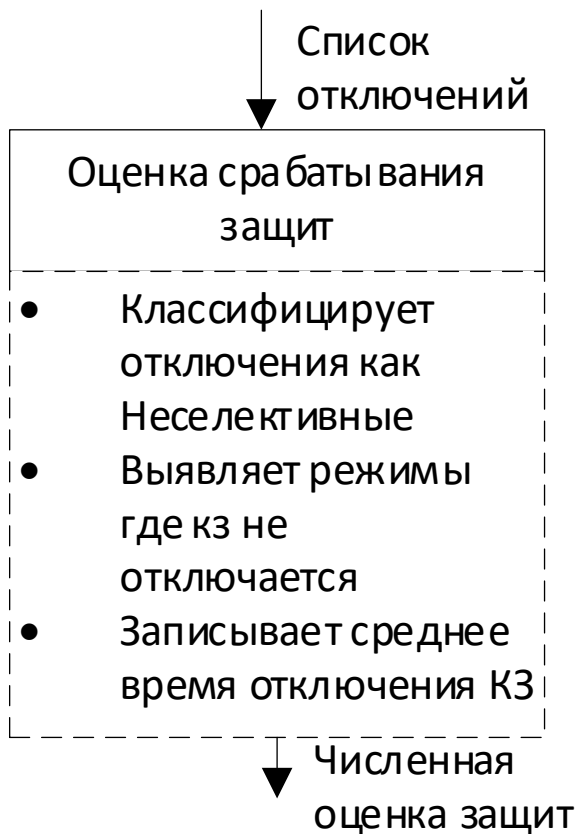 Список
отключений
Оценка срабатывания
защит
• Классифицирует
отключения как
Неселективные
• Выявляет режимы
где кз не
отключается
• Записывает среднее
время отключения КЗ
Численная
оценка защит